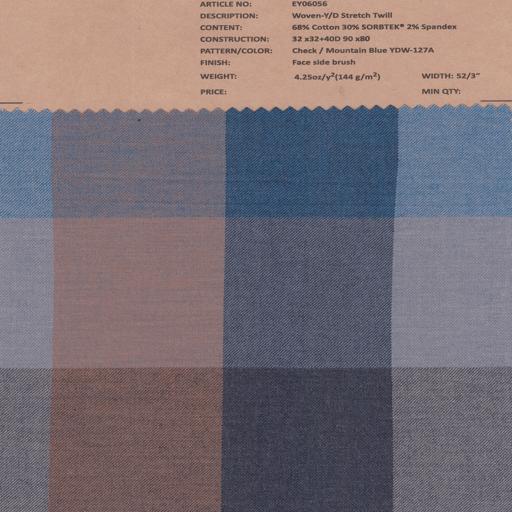 ARTICLE NO: EY06056
DESCRIPTION: Woven-Y/D Stretch Twill
CONTENT: 68% Cotton 30% SORBTEK® 2% Spandex
CONSTRUCTION: 32 x32+40D 90 x80
PATTERN/COLOR: Check / Mountain Blue YDW-127A
FINISH: Face side brush
WEIGHT: 4.25oz/y²(144 g/m²) WIDTH: 52/3”
PRICE: MIN QTY: